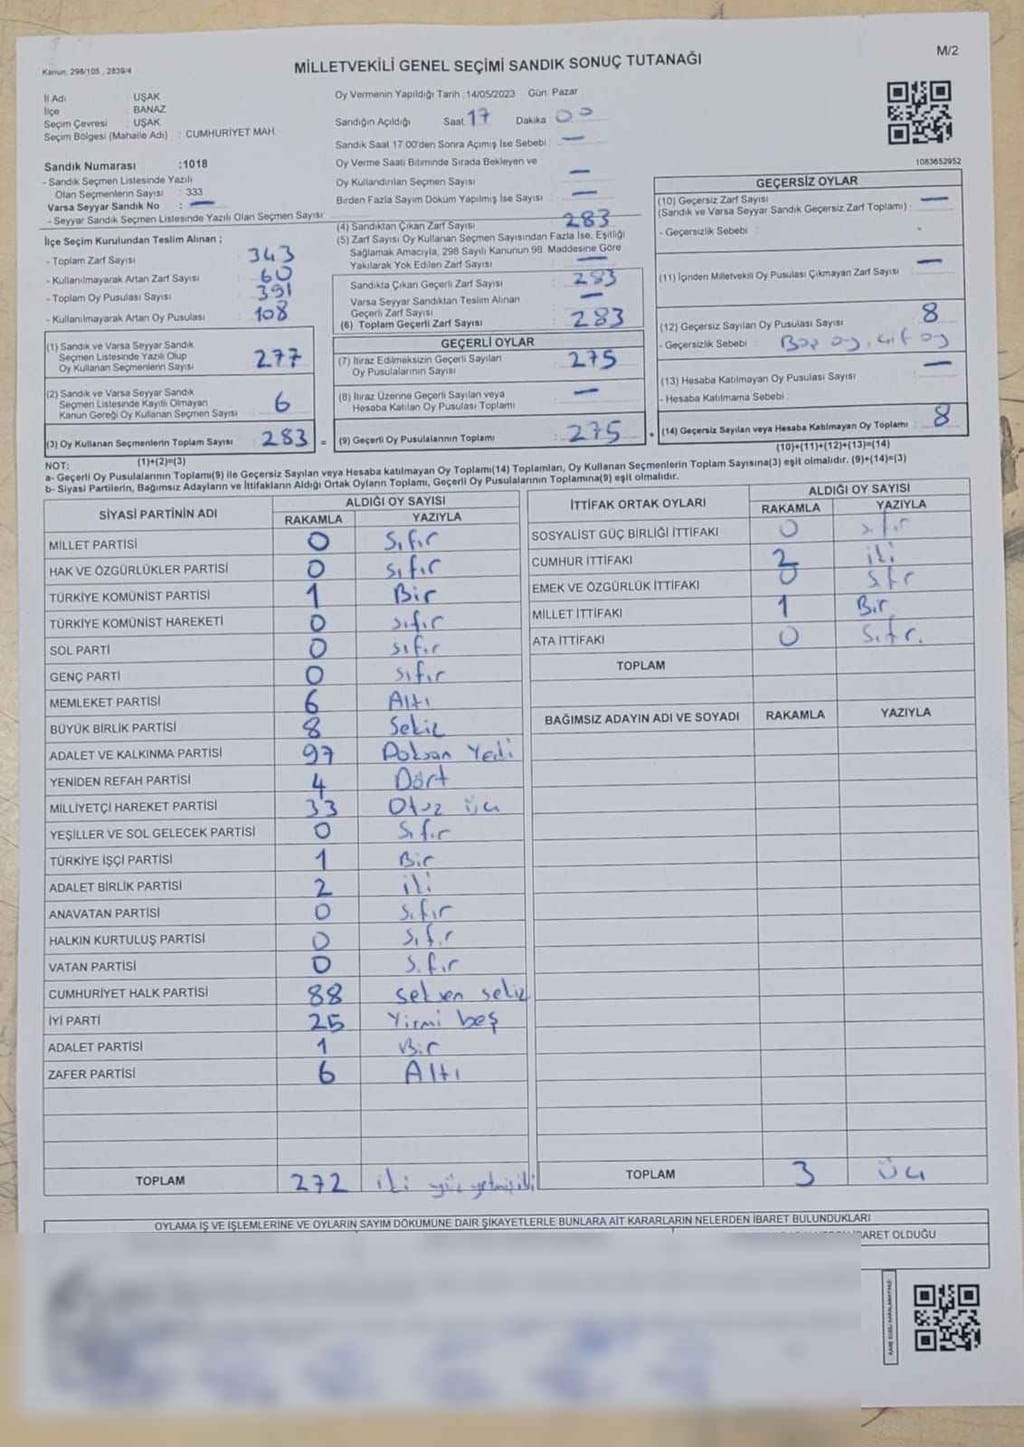 Kanun: 298/105 , 2839/4
M/2
MİLLETVEKİLİ GENEL SEÇİMİ SANDIK SONUÇ TUTANAĞI
İl Adı : UŞAK
İlçe : BANAZ
Seçim Çevresi : UŞAK
Seçim Bölgesi (Mahalle Adı) : CUMHURİYET MAH.
Sandık Numarası :1018
- Sandık Seçmen Listesinde Yazılı
Olan Seçmenlerin Sayısı : 333
Varsa Seyyar Sandık No : —
- Seyyar Sandık Seçmen Listesinde Yazılı Olan Seçmen Sayısı:
İlçe Seçim Kurulundan Teslim Alınan ;
- Toplam Zarf Sayısı 343
- Kullanılmayarak Artan Zarf Sayısı 60
- Toplam Oy Pusulası Sayısı 391
- Kullanılmayarak Artan Oy Pusulası 108
(1) Sandık ve Varsa Seyyar Sandık
Seçmen Listesinde Yazılı Olup
Oy Kullanan Seçmenlerin Sayısı 277
(2) Sandık ve Varsa Seyyar Sandık
Seçmen Listesinde Kayıtlı Olmayan
Kanun Gereği Oy Kullanan Seçmen Sayısı 6
(3) Oy Kullanan Seçmenlerin Toplam Sayısı : 283 =
(1)+(2)=(3)
Oy Vermenin Yapıldığı Tarih :14/05/2023 Gün: Pazar
Sandığın Açıldığı Saat 17 Dakika 00
Sandık Saat 17.00'den Sonra Açımış İse Sebebi : —
Oy Verme Saati Bitiminde Sırada Bekleyen ve
Oy Kullandırılan Seçmen Sayısı —
Birden Fazla Sayım Döküm Yapılmış İse Sayısı : —
(4) Sandıktan Çıkan Zarf Sayısı 283
(5) Zarf Sayısı Oy Kullanan Seçmen Sayısından Fazla İse, Eşitliği
Sağlamak Amacıyla, 298 Sayılı Kanunun 98. Maddesine Göre
Yakılarak Yok Edilen Zarf Sayısı —
Sandıkta Çıkan Geçerli Zarf Sayısı : 283
Varsa Seyyar Sandıktan Teslim Alınan
Geçerli Zarf Sayısı —
(6) Toplam Geçerli Zarf Sayısı : 283
GEÇERLİ OYLAR
(7) İtiraz Edilmeksizin Geçerli Sayılan
Oy Pusulalarının Sayısı 275
(8) İtiraz Üzerine Geçerli Sayılan veya
Hesaba Katılan Oy Pusulası Toplamı —
(9) Geçerli Oy Pusulalarının Toplamı : 275 +
1083652952
GEÇERSİZ OYLAR
(10) Geçersiz Zarf Sayısı
(Sandık ve Varsa Seyyar Sandık Geçersiz Zarf Toplamı) : —
- Geçersizlik Sebebi :
(11) İçinden Milletvekili Oy Pusulası Çıkmayan Zarf Sayısı —
(12) Geçersiz Sayılan Oy Pusulası Sayısı : 8
- Geçersizlik Sebebi : Boş oy, çift oy
(13) Hesaba Katılmayan Oy Pusulası Sayısı : —
- Hesaba Katılmama Sebebi :
(14) Geçersiz Sayılan veya Hesaba Katılmayan Oy Toplamı : 8
(10)+(11)+(12)+(13)=(14)
NOT:
a- Geçerli Oy Pusulalarının Toplamı(9) ile Geçersiz Sayılan veya Hesaba katılmayan Oy Toplamı(14) Toplamları, Oy Kullanan Seçmenlerin Toplam Sayısına(3) eşit olmalıdır. (9)+(14)=(3)
b- Siyasi Partilerin, Bağımsız Adayların ve İttifakların Aldığı Ortak Oyların Toplamı, Geçerli Oy Pusulalarının Toplamına(9) eşit olmalıdır.
SİYASİ PARTİNİN ADI ALDIĞI OY SAYISI
RAKAMLA YAZIYLA
MİLLET PARTİSİ 0 Sıfır
HAK VE ÖZGÜRLÜKLER PARTİSİ 0 Sıfır
TÜRKİYE KOMÜNİST PARTİSİ 1 Bir
TÜRKİYE KOMÜNİST HAREKETİ 0 sıfır
SOL PARTİ 0 sıfır
GENÇ PARTİ 0 sıfır
MEMLEKET PARTİSİ 6 Altı
BÜYÜK BİRLİK PARTİSİ 8 Sekiz
ADALET VE KALKINMA PARTİSİ 97 Doksan Yedi
YENİDEN REFAH PARTİSİ 4 Dört
MİLLİYETÇİ HAREKET PARTİSİ 33 Otuz üç
YEŞİLLER VE SOL GELECEK PARTİSİ 0 Sıfır
TÜRKİYE İŞÇİ PARTİSİ 1 Bir
ADALET BİRLİK PARTİSİ 2 iki
ANAVATAN PARTİSİ 0 Sıfır
HALKIN KURTULUŞ PARTİSİ 0 Sıfır
VATAN PARTİSİ 0 Sıfır
CUMHURİYET HALK PARTİSİ 88 Seksen sekiz
İYİ PARTİ 25 Yirmi beş
ADALET PARTİSİ 1 Bir
ZAFER PARTİSİ 6 Altı
TOPLAM 272 iki yüz yetmiş iki
İTTİFAK ORTAK OYLARI ALDIĞI OY SAYISI
RAKAMLA YAZIYLA
SOSYALİST GÜÇ BİRLİĞİ İTTİFAKI 0 sıfır
CUMHUR İTTİFAKI 2 iki
EMEK VE ÖZGÜRLÜK İTTİFAKI 0 sıfr
MİLLET İTTİFAKI 1 Bir
ATA İTTİFAKI 0 Sıfr.
TOPLAM
BAĞIMSIZ ADAYIN ADI VE SOYADI RAKAMLA YAZIYLA
TOPLAM 3 üç
OYLAMA İŞ VE İŞLEMLERİNE VE OYLARIN SAYIM DÖKÜMÜNE DAİR ŞİKAYETLERLE BUNLARA AİT KARARLARIN NELERDEN İBARET BULUNDUKLARI
İBARET OLDUĞU